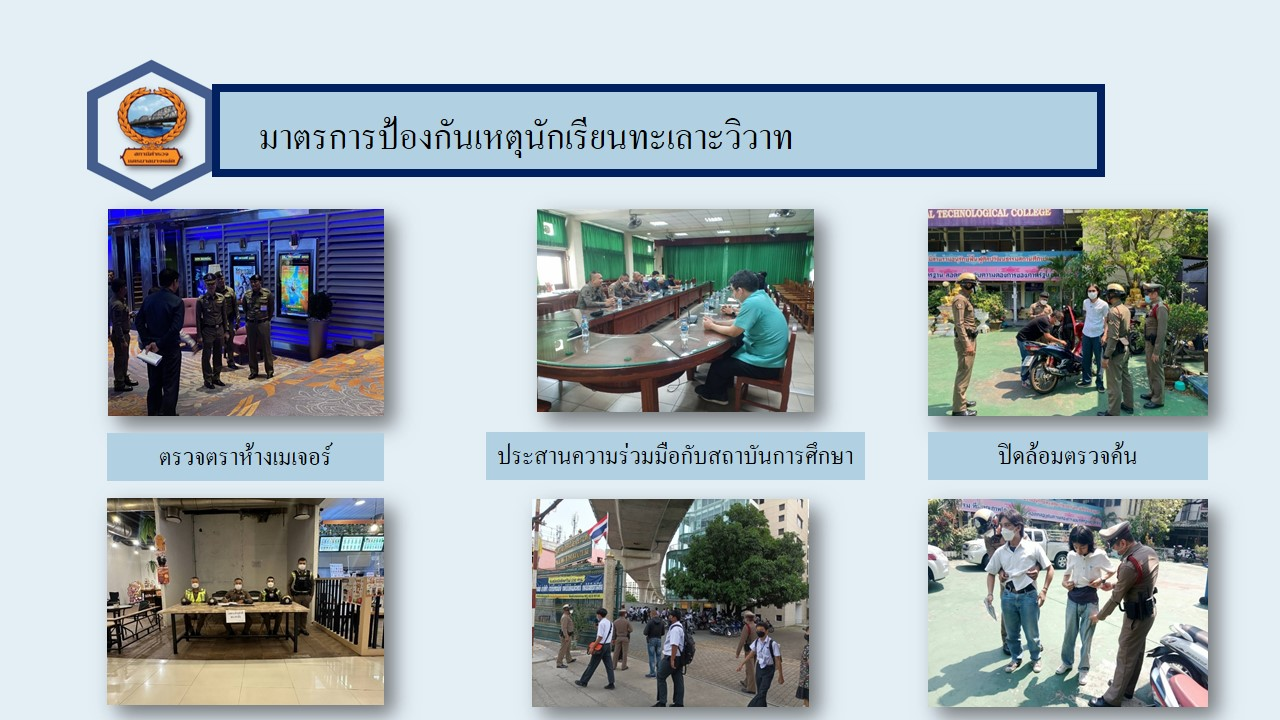 มาตรการป้องกันเหตุนักเรียนทะเลาะวิวาท
AL TECHNOLOGICAL COLLEGE
ตรวจตราห้างเมเจอร์
ประสานความร่วมมือกับสถาบันการศึกษา
ปิดล้อมตรวจค้น